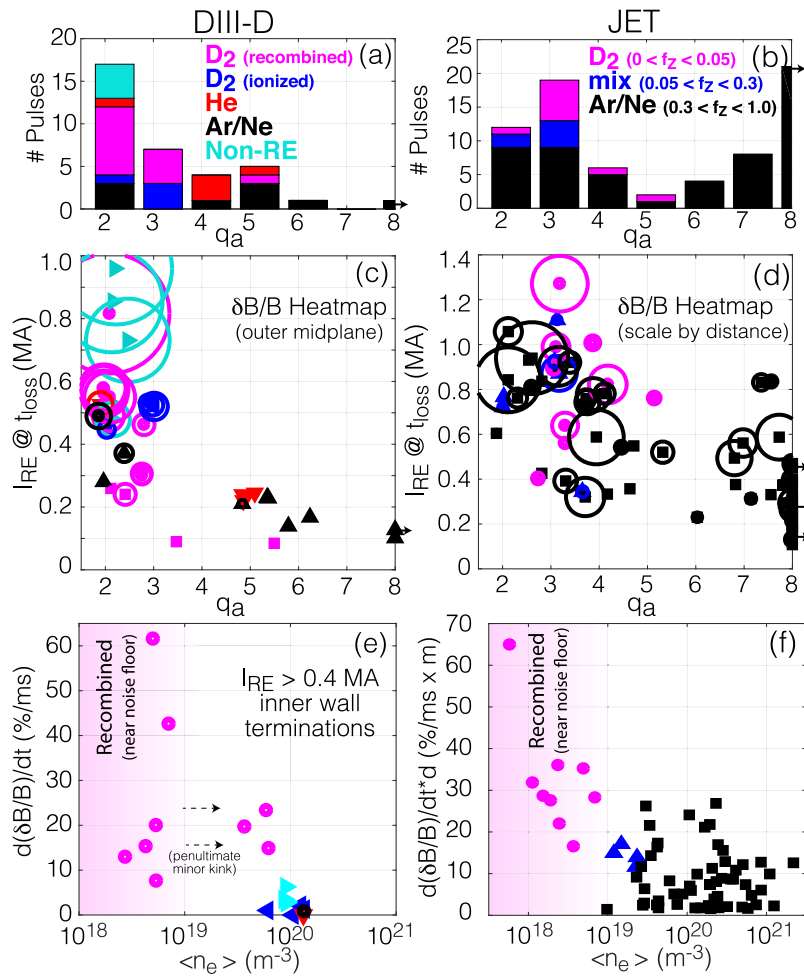 DIII-D
JET
20
15
10
5
0
# Pulses
(a)
D2 (recombined)
D2 (ionized)
He
Ar/Ne
Non-RE
2 3 4 5 6 7 8
qa
25
20
15
10
5
0
# Pulses
(b)
D2 (0 < fZ < 0.05)
mix (0.05 < fZ < 0.3)
Ar/Ne (0.3 < fZ < 1.0)
2 3 4 5 6 7 8
qa
1.0
0.8
0.6
0.4
0.2
0
IRE @ tloss (MA)
(c)
δB/B Heatmap
(outer midplane)
2 3 4 5 6 7 8
qa
1.4
1.2
1.0
0.8
0.6
0.4
0.2
0
IRE @ tloss (MA)
(d)
δB/B Heatmap
(scale by distance)
2 3 4 5 6 7 8
qa
60
50
40
30
20
10
0
d(δB/B)/dt (%/ms)
(e)
Recombined
(near noise floor)
IRE > 0.4 MA
inner wall
terminations
(penultimate
minor kink)
10^18 10^19 10^20 10^21
<ne> (m-3)
70
60
50
40
30
20
10
0
d(δB/B)/dt*d (%/ms x m)
(f)
Recombined
(near noise floor)
10^18 10^19 10^20 10^21
<ne> (m-3)